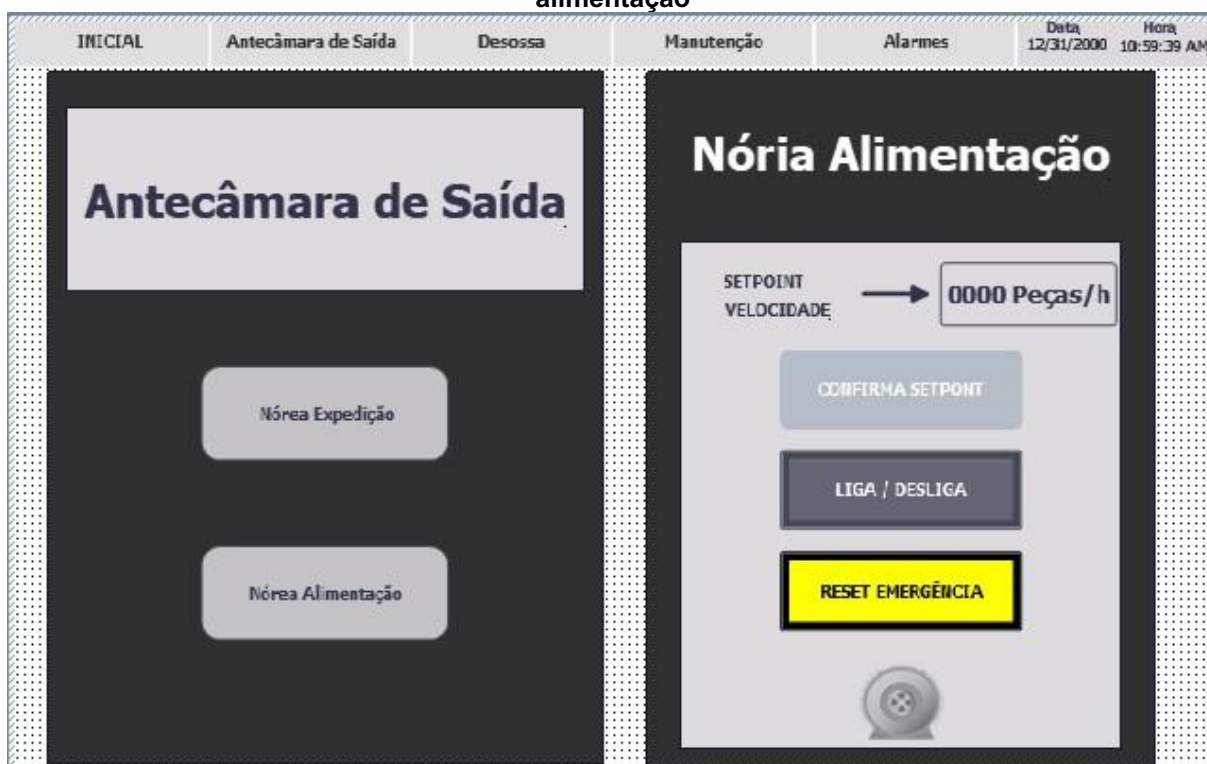 alimentação
INICIAL Antecâmara de Saída Desossa Manutenção Alarmes Data Hora
12/31/2000 10:59:39 AM
Antecâmara de Saída
Nórea Expedição
Nórea Alimentação
Nória Alimentação
SETPOINT
VELOCIDADE
0000 Peças/h
CONFIRMA SETPONT
LIGA / DESLIGA
RESET EMERGÊNCIA